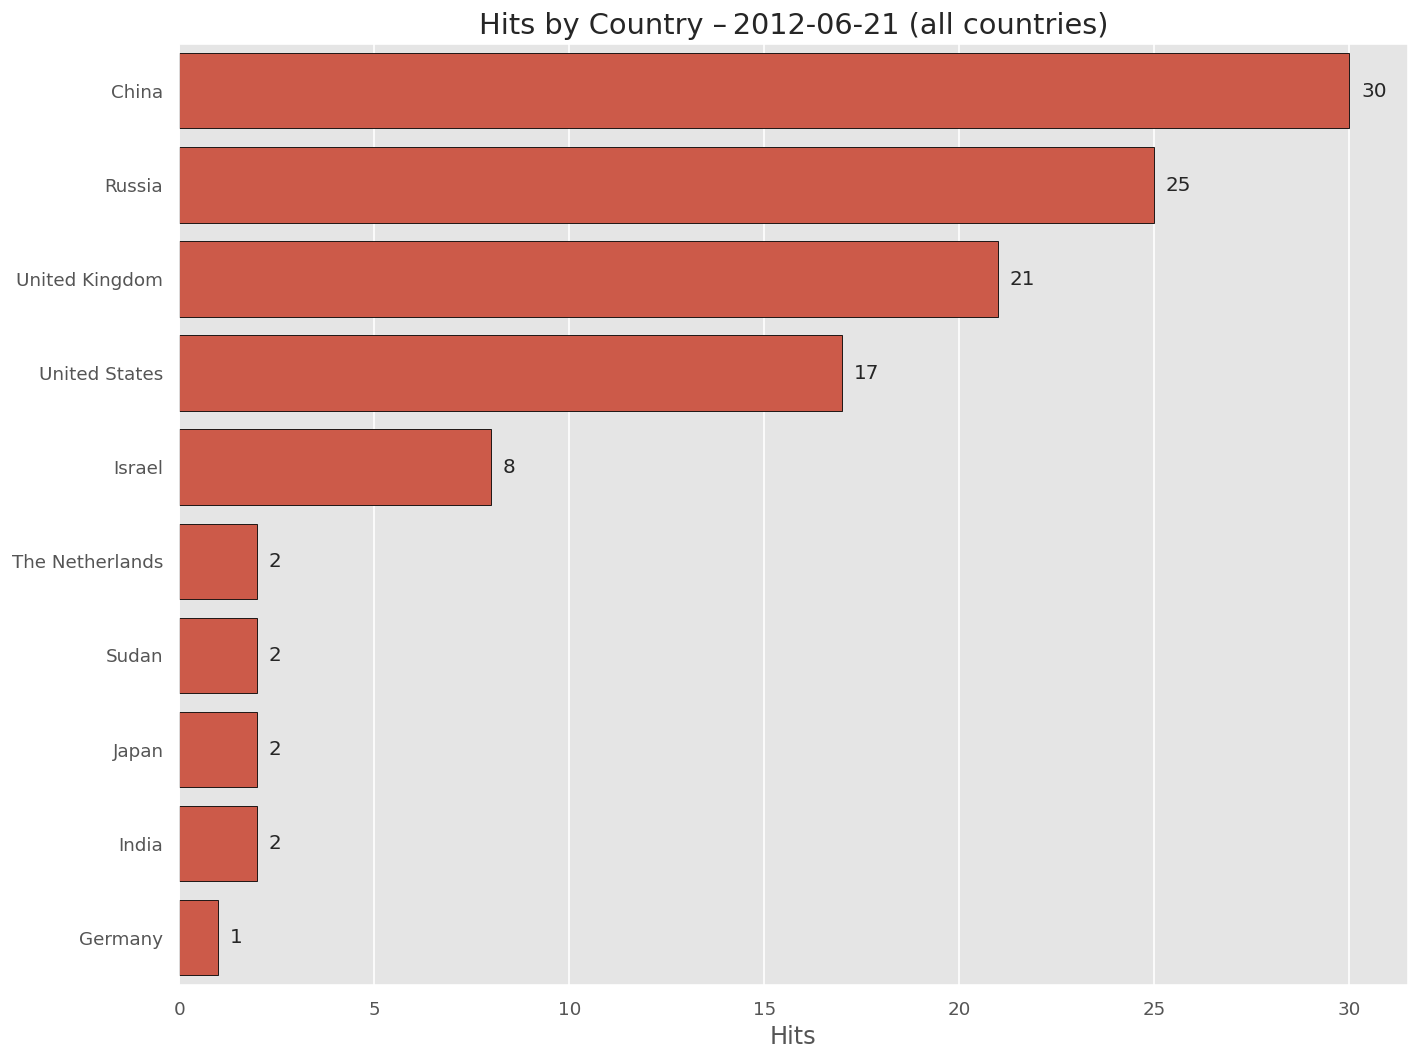 Hits by Country – 2012-06-21 (all countries)
China 30
Russia 25
United Kingdom 21
United States 17
Israel 8
The Netherlands 2
Sudan 2
Japan 2
India 2
Germany 1
0 5 10 15 20 25 30
Hits